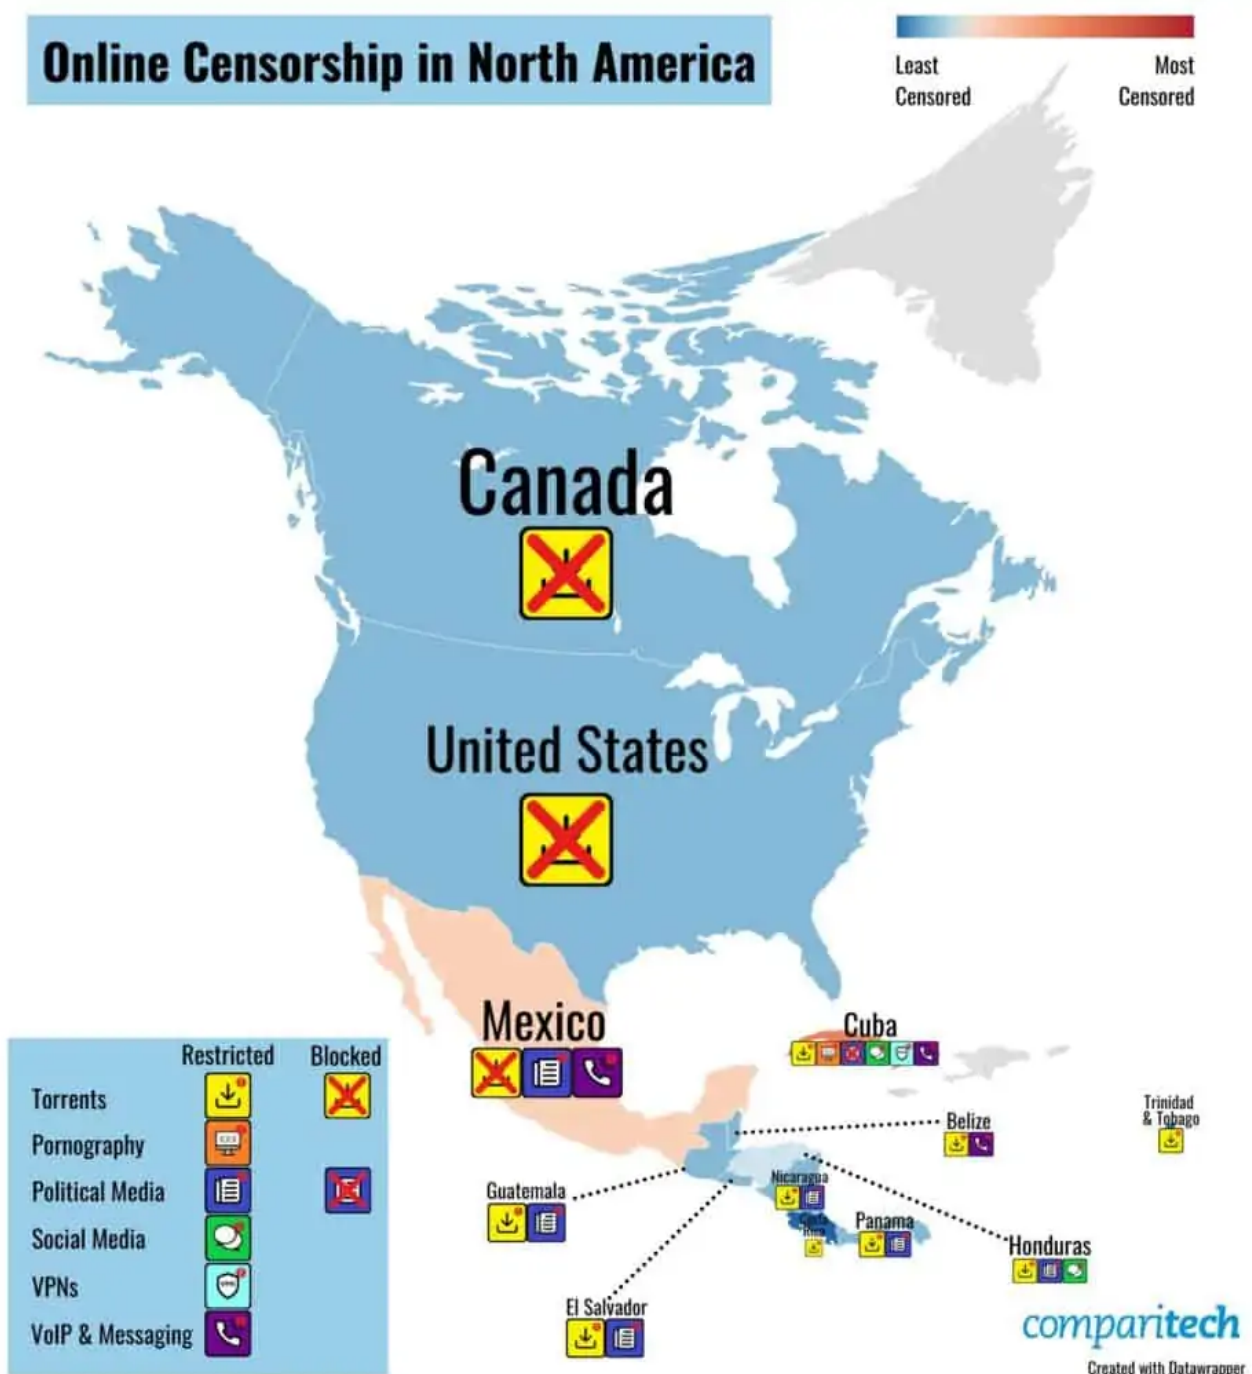 Online Censorship in North America
Least
Censored
Most
Censored
Canada
United States
Mexico
Cuba
Restricted
Blocked
Torrents
Pornography
Political Media
Social Media
VPNs
VoIP & Messaging
Trinidad
& Tobago
Belize
Nicaragua
Guatemala
Costa
Rica
Panama
Honduras
El Salvador
comparitech
Created with Datawrapper